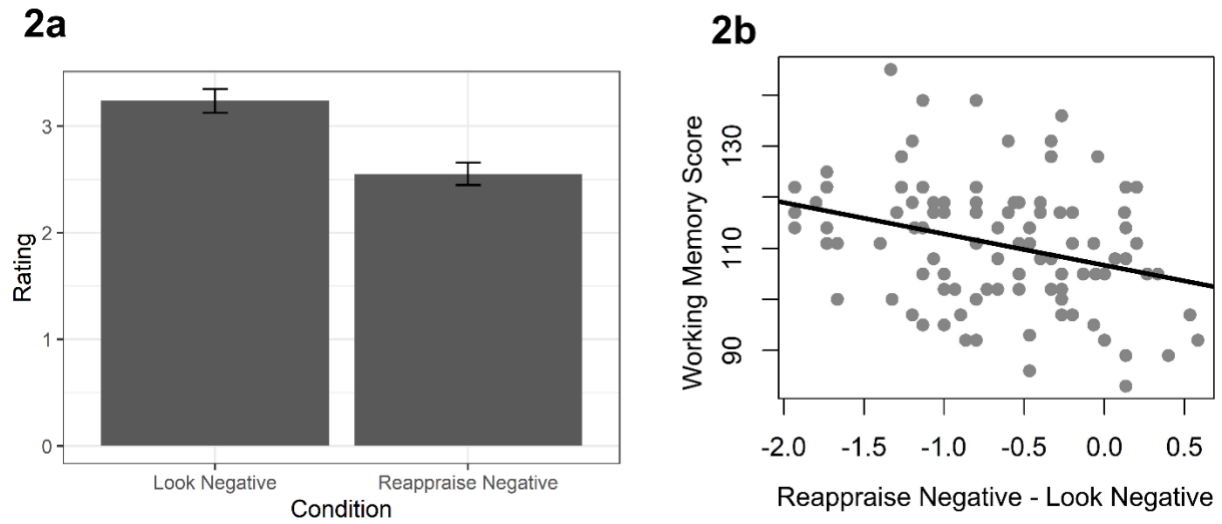 2a
3
2
1
0
Rating
Look Negative
Reappraise Negative
Condition
2b
130
110
90
Working Memory Score
-2.0
-1.5
-1.0
-0.5
0.0
0.5
Reappraise Negative - Look Negative